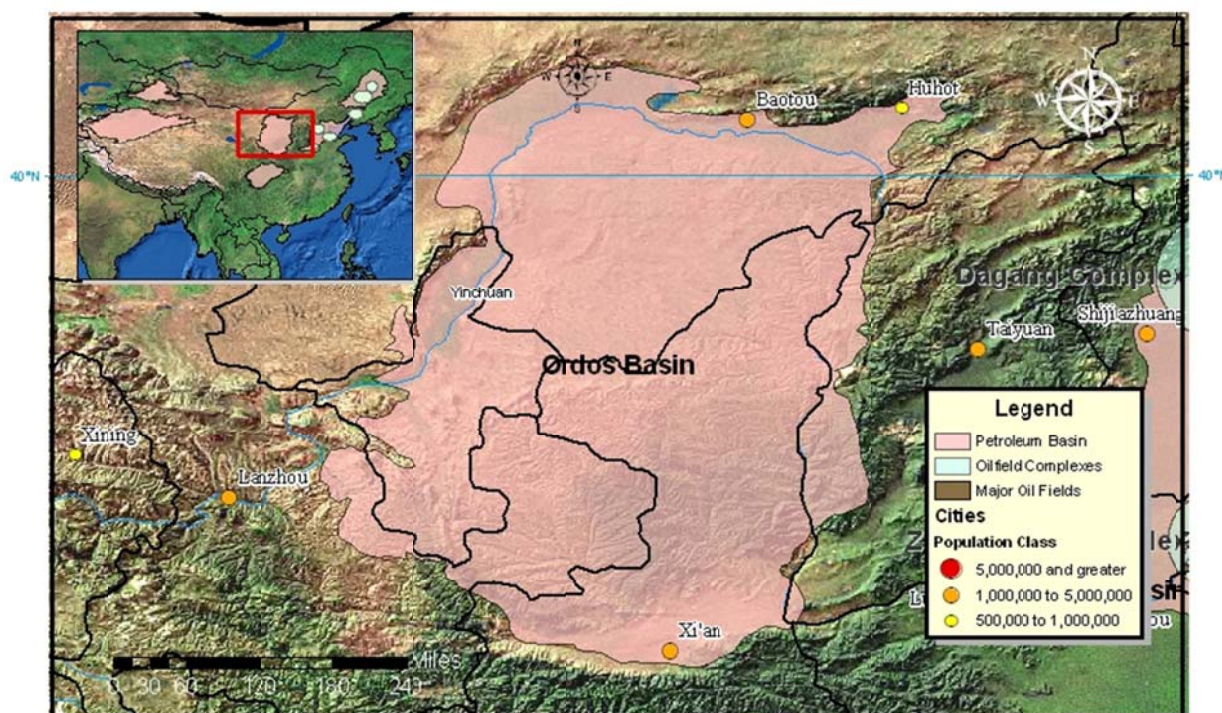 N
W E
S
Baotou
Huhot
N
W E
S
40°N
40°N
Yinchuan
Dagang Complex
Shijiazhuang
Taiyuan
Ordos Basin
Xining
Lanzhou
Legend
Petroleum Basin
Oilfield Complexes
Major Oil Fields
Cities
Population Class
5,000,000 and greater
1,000,000 to 5,000,000
500,000 to 1,000,000
Xi'an
Miles
0 30 60 120 180 240